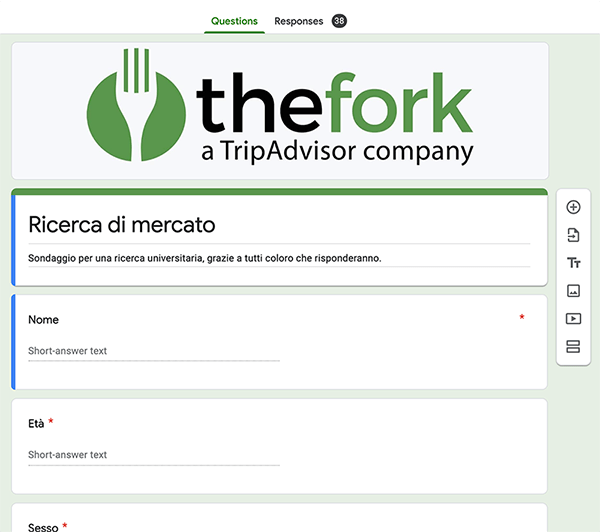 Questions Responses 38
thefork
a TripAdvisor company
Ricerca di mercato
Sondaggio per una ricerca universitaria, grazie a tutti coloro che risponderanno.
Nome *
Short-answer text
Età *
Short-answer text
Sesso *